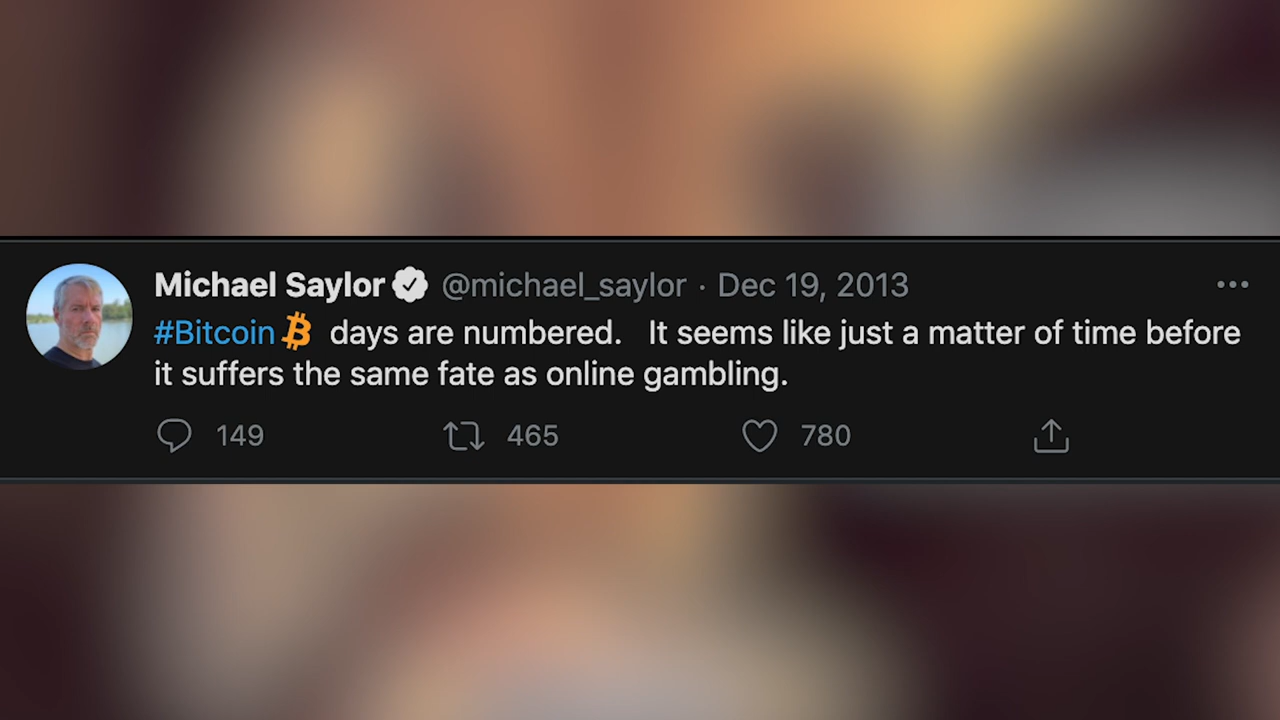 Michael Saylor @michael_saylor · Dec 19, 2013
#Bitcoin days are numbered. It seems like just a matter of time before
it suffers the same fate as online gambling.
149 465 780